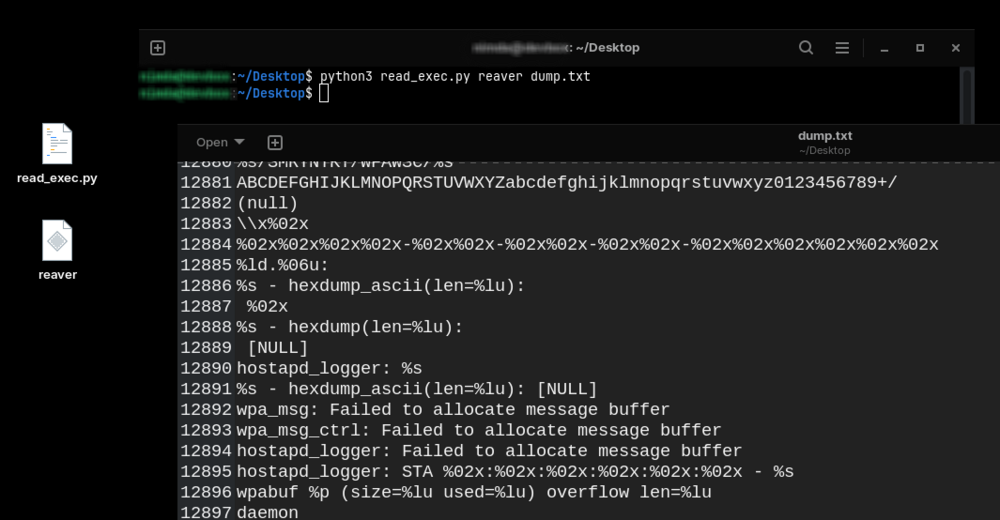 : ~/Desktop
:~/Desktop$ python3 read_exec.py reaver dump.txt
:~/Desktop$
read_exec.py
reaver
Open
dump.txt
~/Desktop
12880 %s/SMKYNYKT/WPAWSC/%s
12881 ABCDEFGHIJKLMNOPQRSTUVWXYZabcdefghijklmnopqrstuvwxyz0123456789+/
12882 (null)
12883 \\x%02x
12884 %02x%02x%02x%02x-%02x%02x-%02x%02x-%02x%02x-%02x%02x%02x%02x%02x%02x
12885 %ld.%06u:
12886 %s - hexdump_ascii(len=%lu):
12887  %02x
12888 %s - hexdump(len=%lu):
12889  [NULL]
12890 hostapd_logger: %s
12891 %s - hexdump_ascii(len=%lu): [NULL]
12892 wpa_msg: Failed to allocate message buffer
12893 wpa_msg_ctrl: Failed to allocate message buffer
12894 hostapd_logger: Failed to allocate message buffer
12895 hostapd_logger: STA %02x:%02x:%02x:%02x:%02x:%02x - %s
12896 wpabuf %p (size=%lu used=%lu) overflow len=%lu
12897 daemon